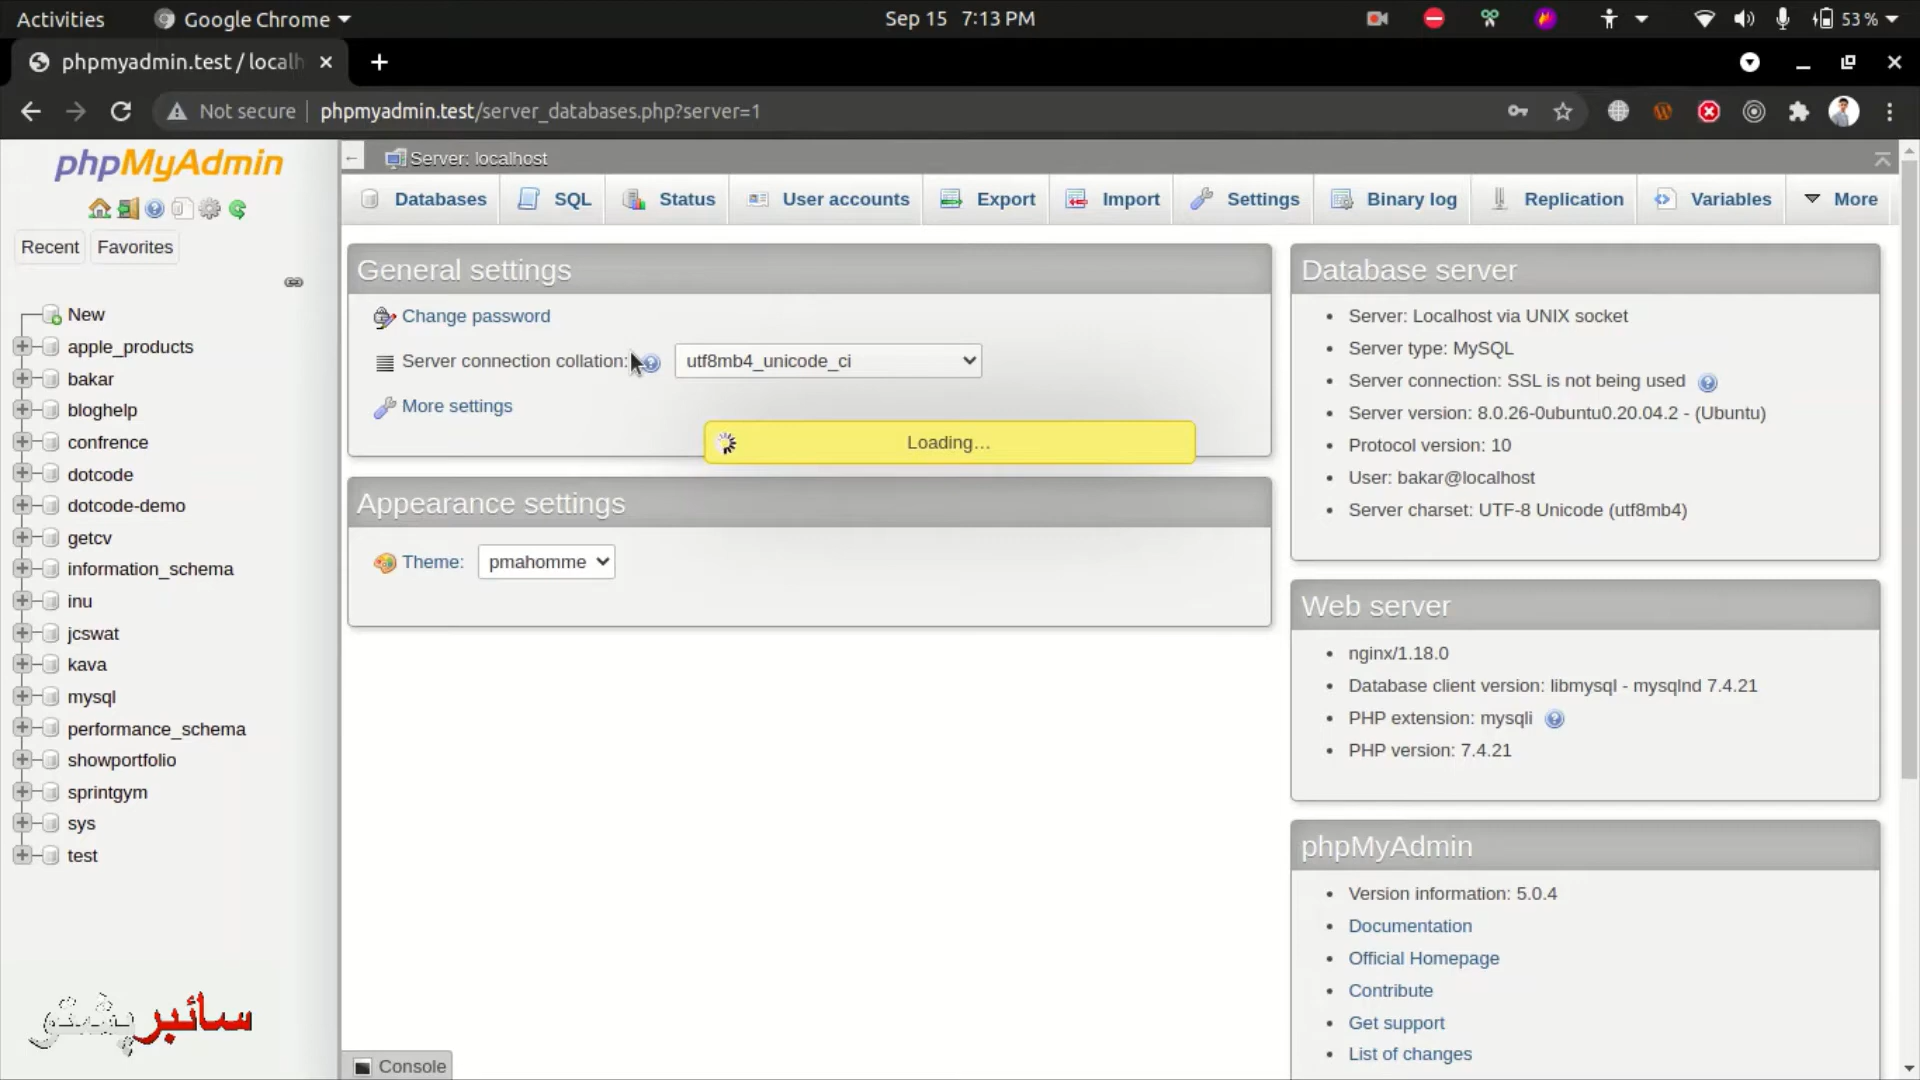 Activities
Google Chrome
Sep 15 7:13 PM
53 %
phpmyadmin.test / localh
Not secure
phpmyadmin.test/server_databases.php?server=1
phpMyAdmin
Recent
Favorites
New
apple_products
bakar
bloghelp
confrence
dotcode
dotcode-demo
getcv
information_schema
inu
jcswat
kava
mysql
performance_schema
showportfolio
sprintgym
sys
test
سائبر پښتو
Server: localhost
Databases
SQL
Status
User accounts
Export
Import
Settings
Binary log
Replication
Variables
More
General settings
Change password
Server connection collation:
utf8mb4_unicode_ci
More settings
Loading…
Appearance settings
Theme:
pmahomme
Database server
Server: Localhost via UNIX socket
Server type: MySQL
Server connection: SSL is not being used
Server version: 8.0.26-0ubuntu0.20.04.2 - (Ubuntu)
Protocol version: 10
User: bakar@localhost
Server charset: UTF-8 Unicode (utf8mb4)
Web server
nginx/1.18.0
Database client version: libmysql - mysqlnd 7.4.21
PHP extension: mysqli
PHP version: 7.4.21
phpMyAdmin
Version information: 5.0.4
Documentation
Official Homepage
Contribute
Get support
List of changes
Console